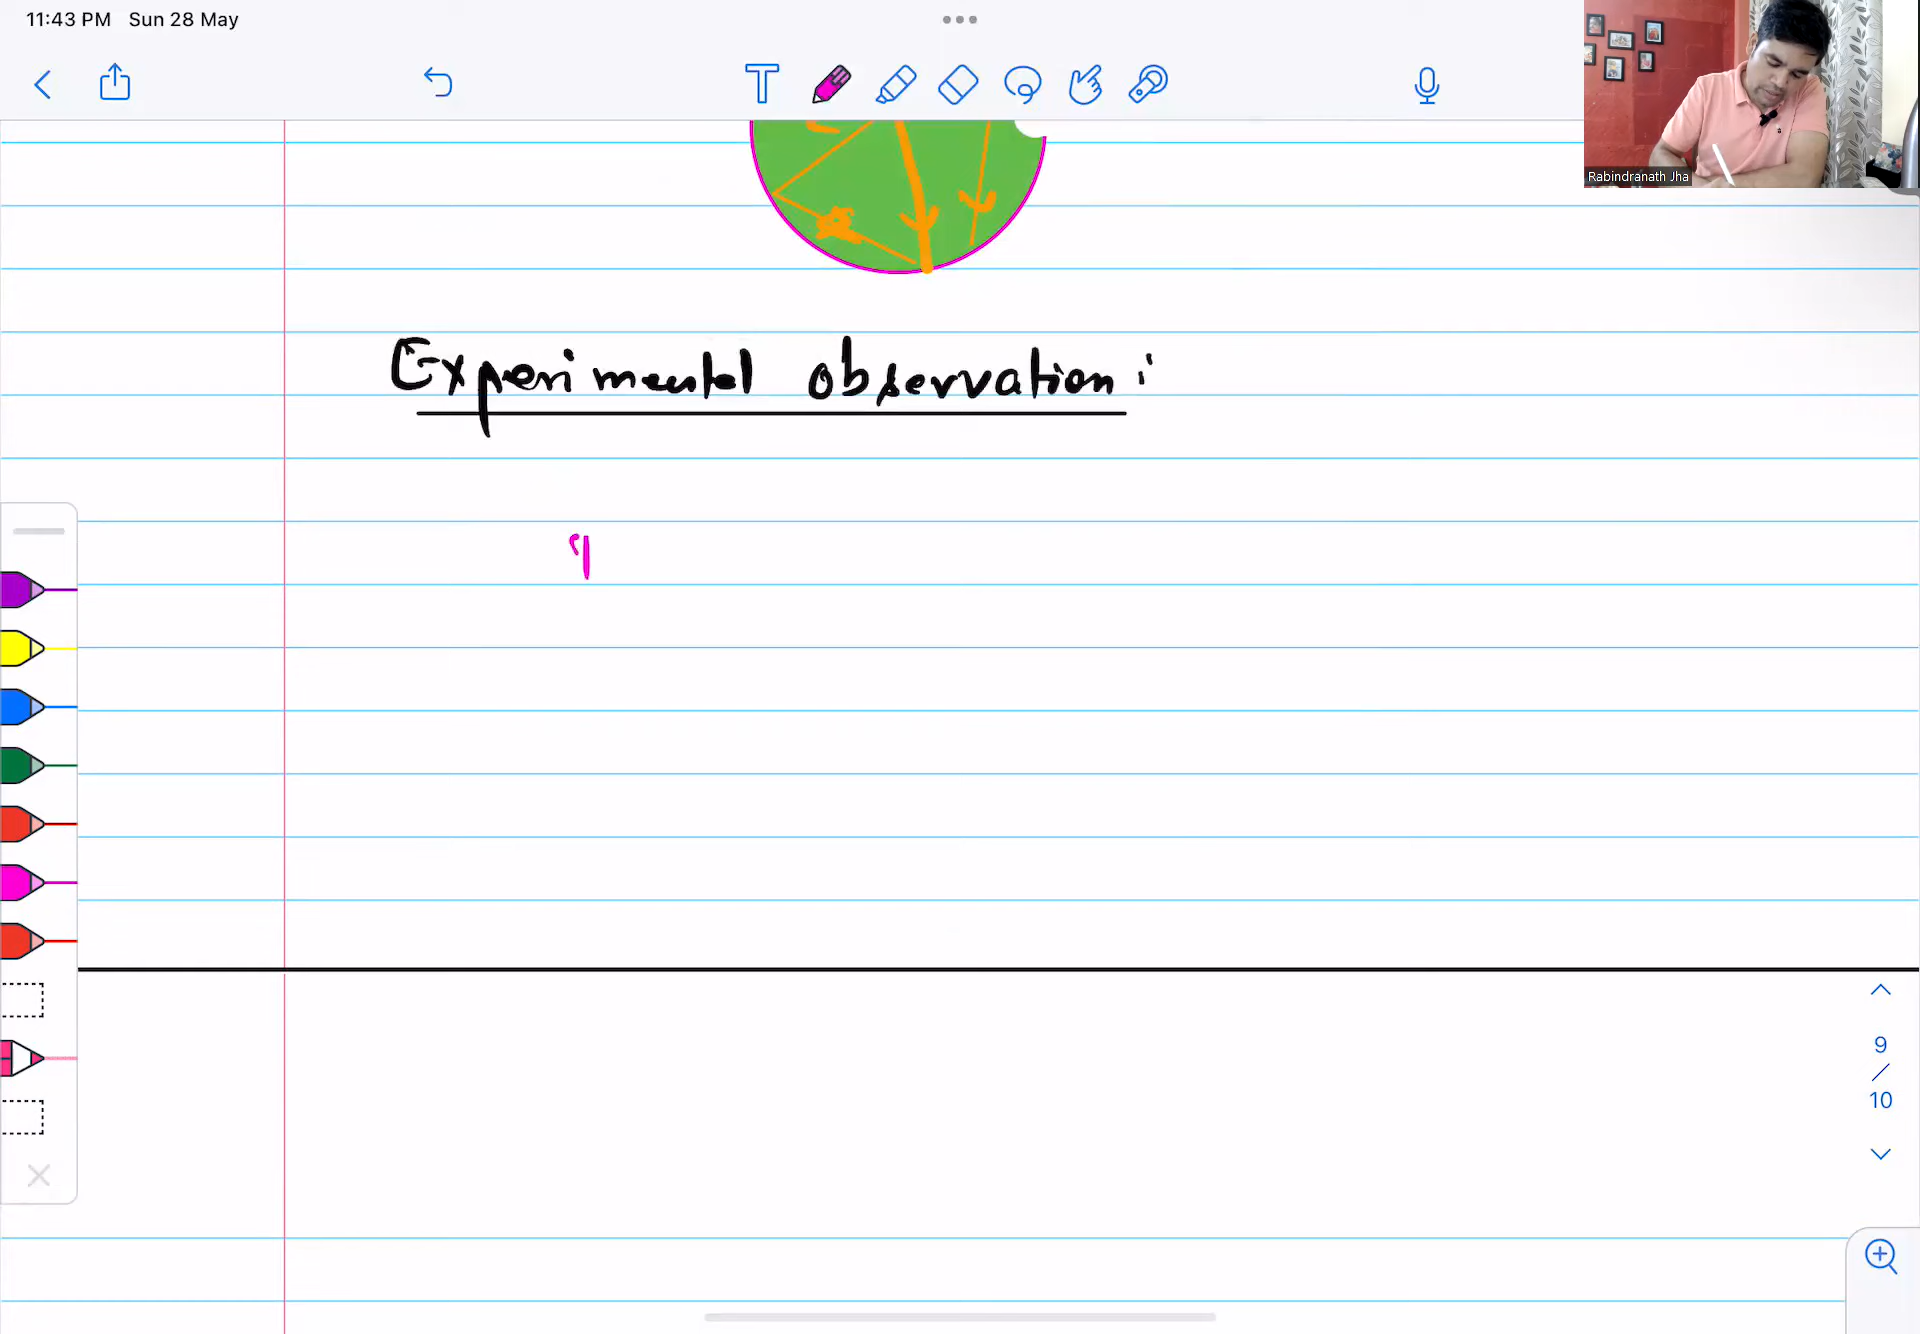 11:43 PM Sun 28 May
T
Rabindranath Jha
Experimental observation:
9
/
10